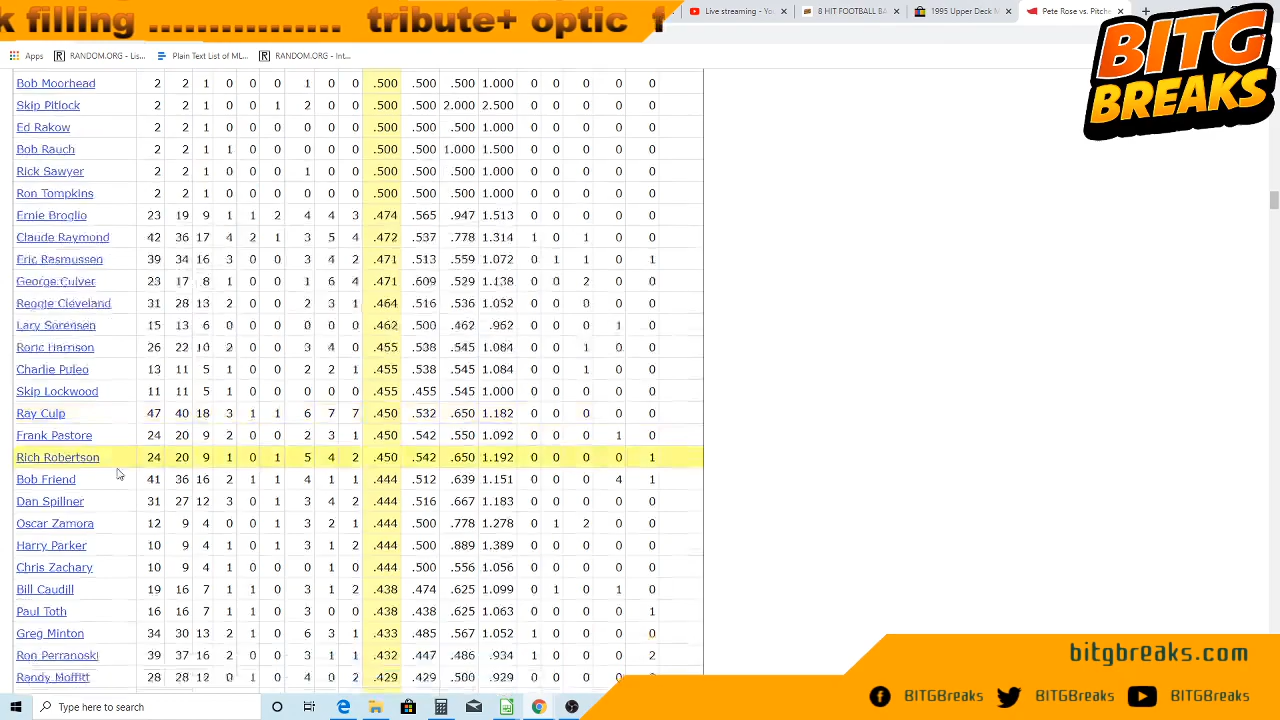 k filling ............... tribute+ optic f
Live streaming - Yo
8 HIT FOOTBALL BA
1995 Upper Deck M
Pete Rose vs. Pitche
Apps RANDOM.ORG - Lis... Plain Text List of ML... RANDOM.ORG - Int...
BITG
BREAKS
Bob Moorhead 2 2 1 0 0 0 1 0 0 .500 .500 .500 1.000 0 0 0 0 0
Skip Pitlock 2 2 1 0 0 1 2 0 0 .500 .500 2.000 2.500 0 0 0 0 0
Ed Rakow 2 2 1 0 0 0 0 0 0 .500 .500 .500 1.000 0 0 0 0 0
Bob Rauch 2 2 1 1 0 0 0 0 0 .500 .500 1.000 1.500 0 0 0 0 0
Rick Sawyer 2 2 1 0 0 0 1 0 0 .500 .500 .500 1.000 0 0 0 0 0
Ron Tompkins 2 2 1 0 0 0 0 0 0 .500 .500 .500 1.000 0 0 0 0 0
Ernie Broglio 23 19 9 1 1 2 4 4 3 .474 .565 .947 1.513 0 0 0 0 0
Claude Raymond 42 36 17 4 2 1 3 5 4 .472 .537 .778 1.314 1 0 1 0 0
Eric Rasmussen 39 34 16 3 0 0 3 4 2 .471 .513 .559 1.072 0 1 1 0 1
George Culver 23 17 8 1 0 0 1 6 4 .471 .609 .529 1.138 0 0 2 0 0
Reggie Cleveland 31 28 13 2 0 0 2 3 1 .464 .516 .536 1.052 0 0 0 0 0
Lary Sorensen 15 13 6 0 0 0 0 0 0 .462 .500 .462 .962 0 0 0 1 0
Roric Harrison 26 22 10 2 0 0 3 4 0 .455 .538 .545 1.084 0 0 1 0 0
Charlie Puleo 13 11 5 1 0 0 2 2 1 .455 .538 .545 1.084 0 0 1 0 0
Skip Lockwood 11 11 5 1 0 0 0 0 0 .455 .455 .545 1.000 0 0 0 0 0
Ray Culp 47 40 18 3 1 1 6 7 7 .450 .532 .650 1.182 0 0 0 0 0
Frank Pastore 24 20 9 2 0 0 2 3 1 .450 .542 .550 1.092 0 0 0 1 0
Rich Robertson 24 20 9 1 0 1 5 4 2 .450 .542 .650 1.192 0 0 0 0 1
Bob Friend 41 36 16 2 1 1 4 1 1 .444 .512 .639 1.151 0 0 0 4 1
Dan Spillner 31 27 12 3 0 1 3 4 2 .444 .516 .667 1.183 0 0 0 0 0
Oscar Zamora 12 9 4 0 0 1 3 2 1 .444 .500 .778 1.278 0 1 2 0 0
Harry Parker 10 9 4 1 0 1 3 1 2 .444 .500 .889 1.389 0 0 0 0 0
Chris Zachary 10 9 4 1 0 0 0 1 0 .444 .500 .556 1.056 0 0 0 0 0
Bill Caudill 19 16 7 1 1 0 3 1 2 .438 .474 .625 1.099 0 1 0 1 0
Paul Toth 16 16 7 1 1 0 3 0 0 .438 .438 .625 1.063 0 0 0 0 1
Greg Minton 34 30 13 2 1 0 6 3 1 .433 .485 .567 1.052 1 0 0 0 0
Ron Perranoski 39 37 16 2 0 0 3 1 1 .432 .447 .486 .934 1 0 0 0 2
Randy Moffitt 28 28 12 0 1 0 4 0 2 .429 .429 .500 .929 0 0 0 0
bitgbreaks.com
BITGBreaks BITGBreaks BITGBreaks
Type here to search